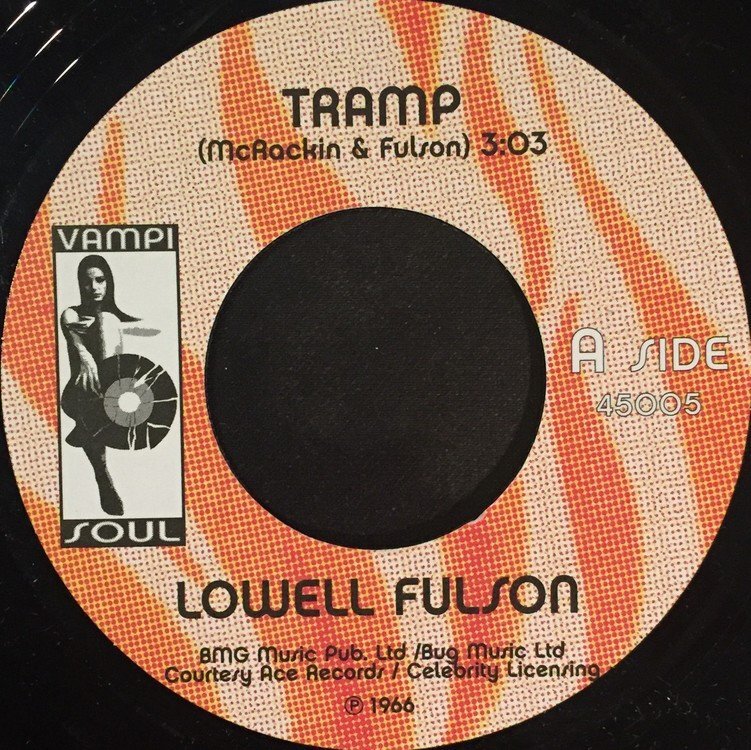 TRAMP
(McRackin & Fulson) 3:03
VAMPI
SOUL
A SIDE
45005
LOWELL FULSON
BMG Music Pub. Ltd /Bug Music Ltd
Courtesy Ace Records / Celebrity Licensing
℗ 1966